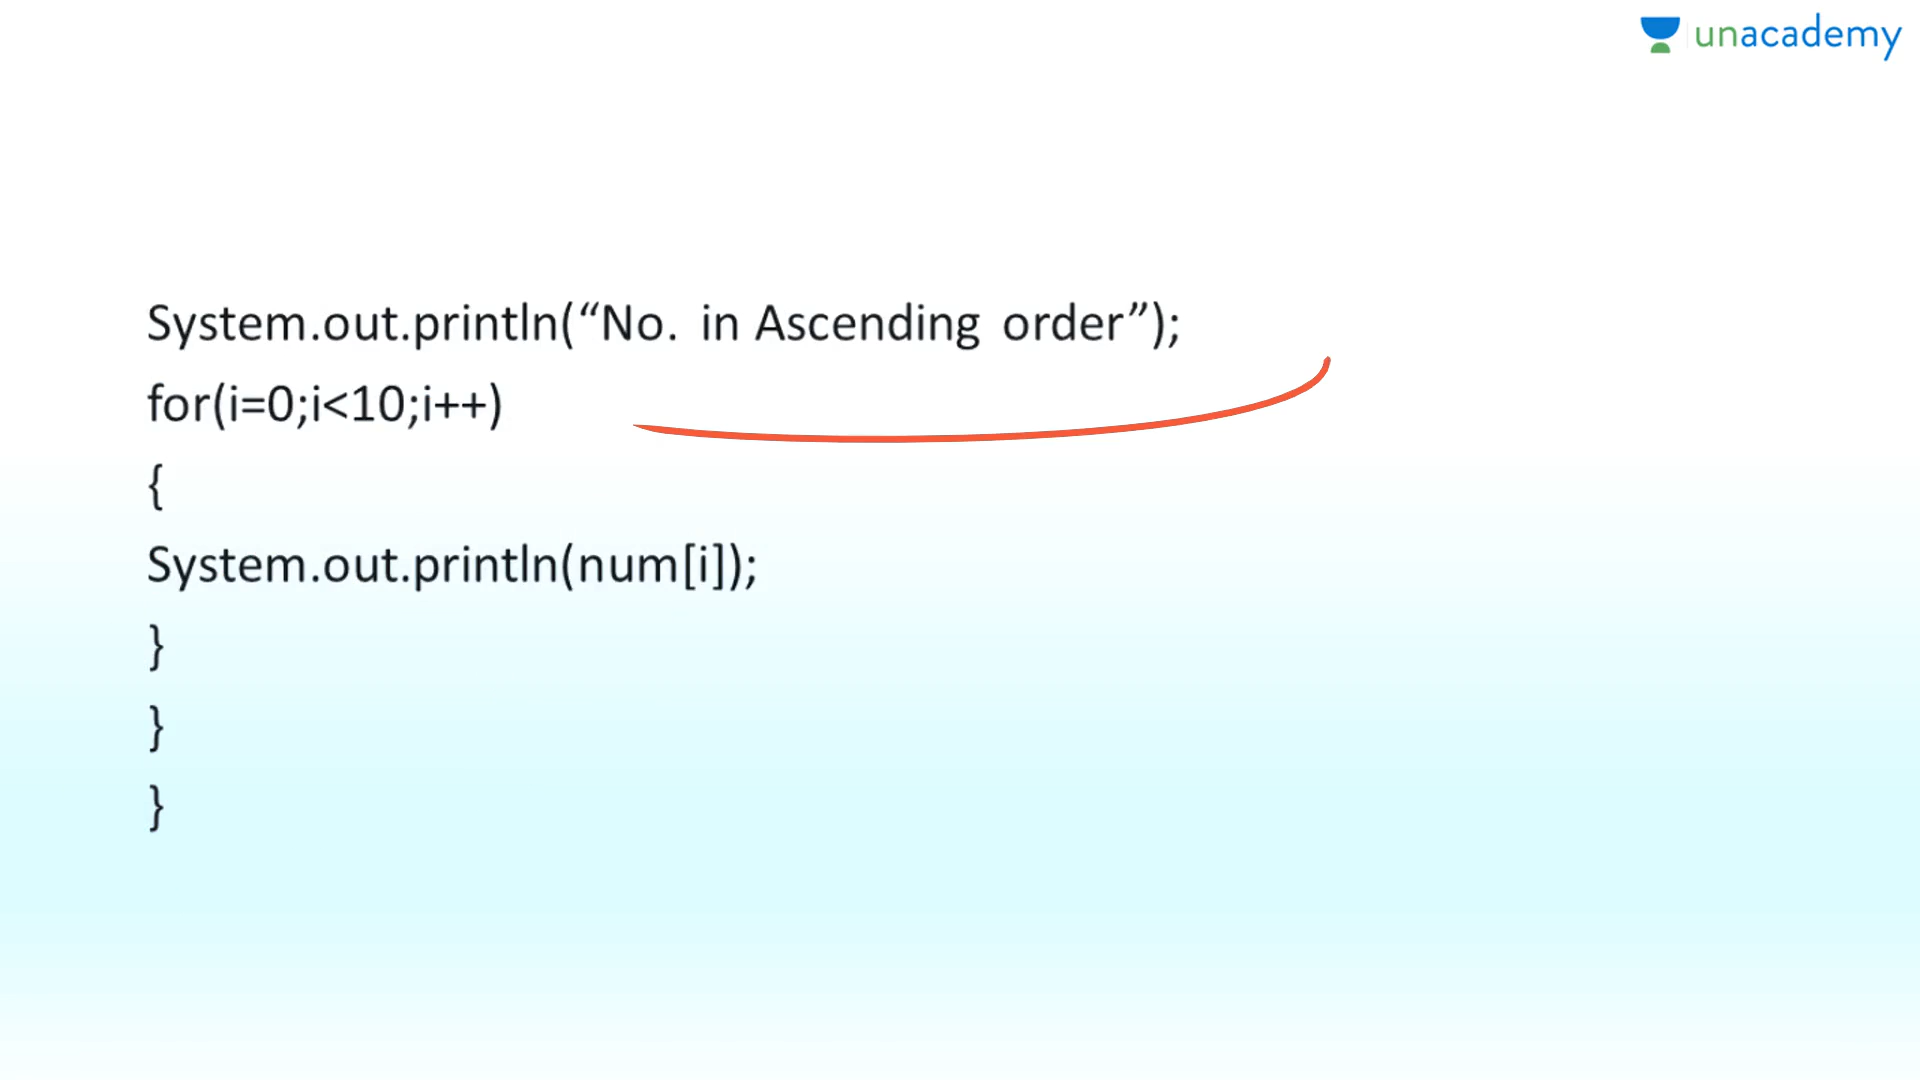 unacademy
System.out.println(“No. in Ascending order”);
for(i=0;i<10;i++)
{
System.out.println(num[i]);
}
}
}